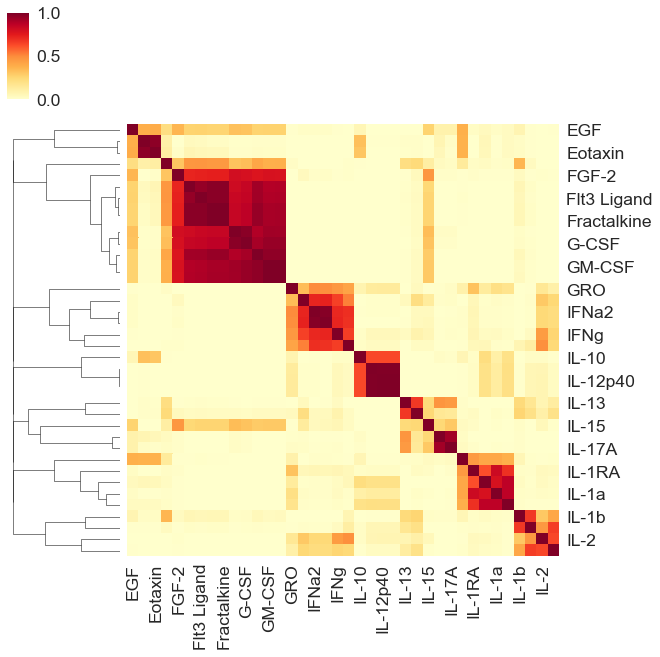 1.0
0.5
0.0
EGF
Eotaxin
FGF-2
Flt3 Ligand
Fractalkine
G-CSF
GM-CSF
GRO
IFNa2
IFNg
IL-10
IL-12p40
IL-13
IL-15
IL-17A
IL-1RA
IL-1a
IL-1b
IL-2
EGF
Eotaxin
FGF-2
Flt3 Ligand
Fractalkine
G-CSF
GM-CSF
GRO
IFNa2
IFNg
IL-10
IL-12p40
IL-13
IL-15
IL-17A
IL-1RA
IL-1a
IL-1b
IL-2